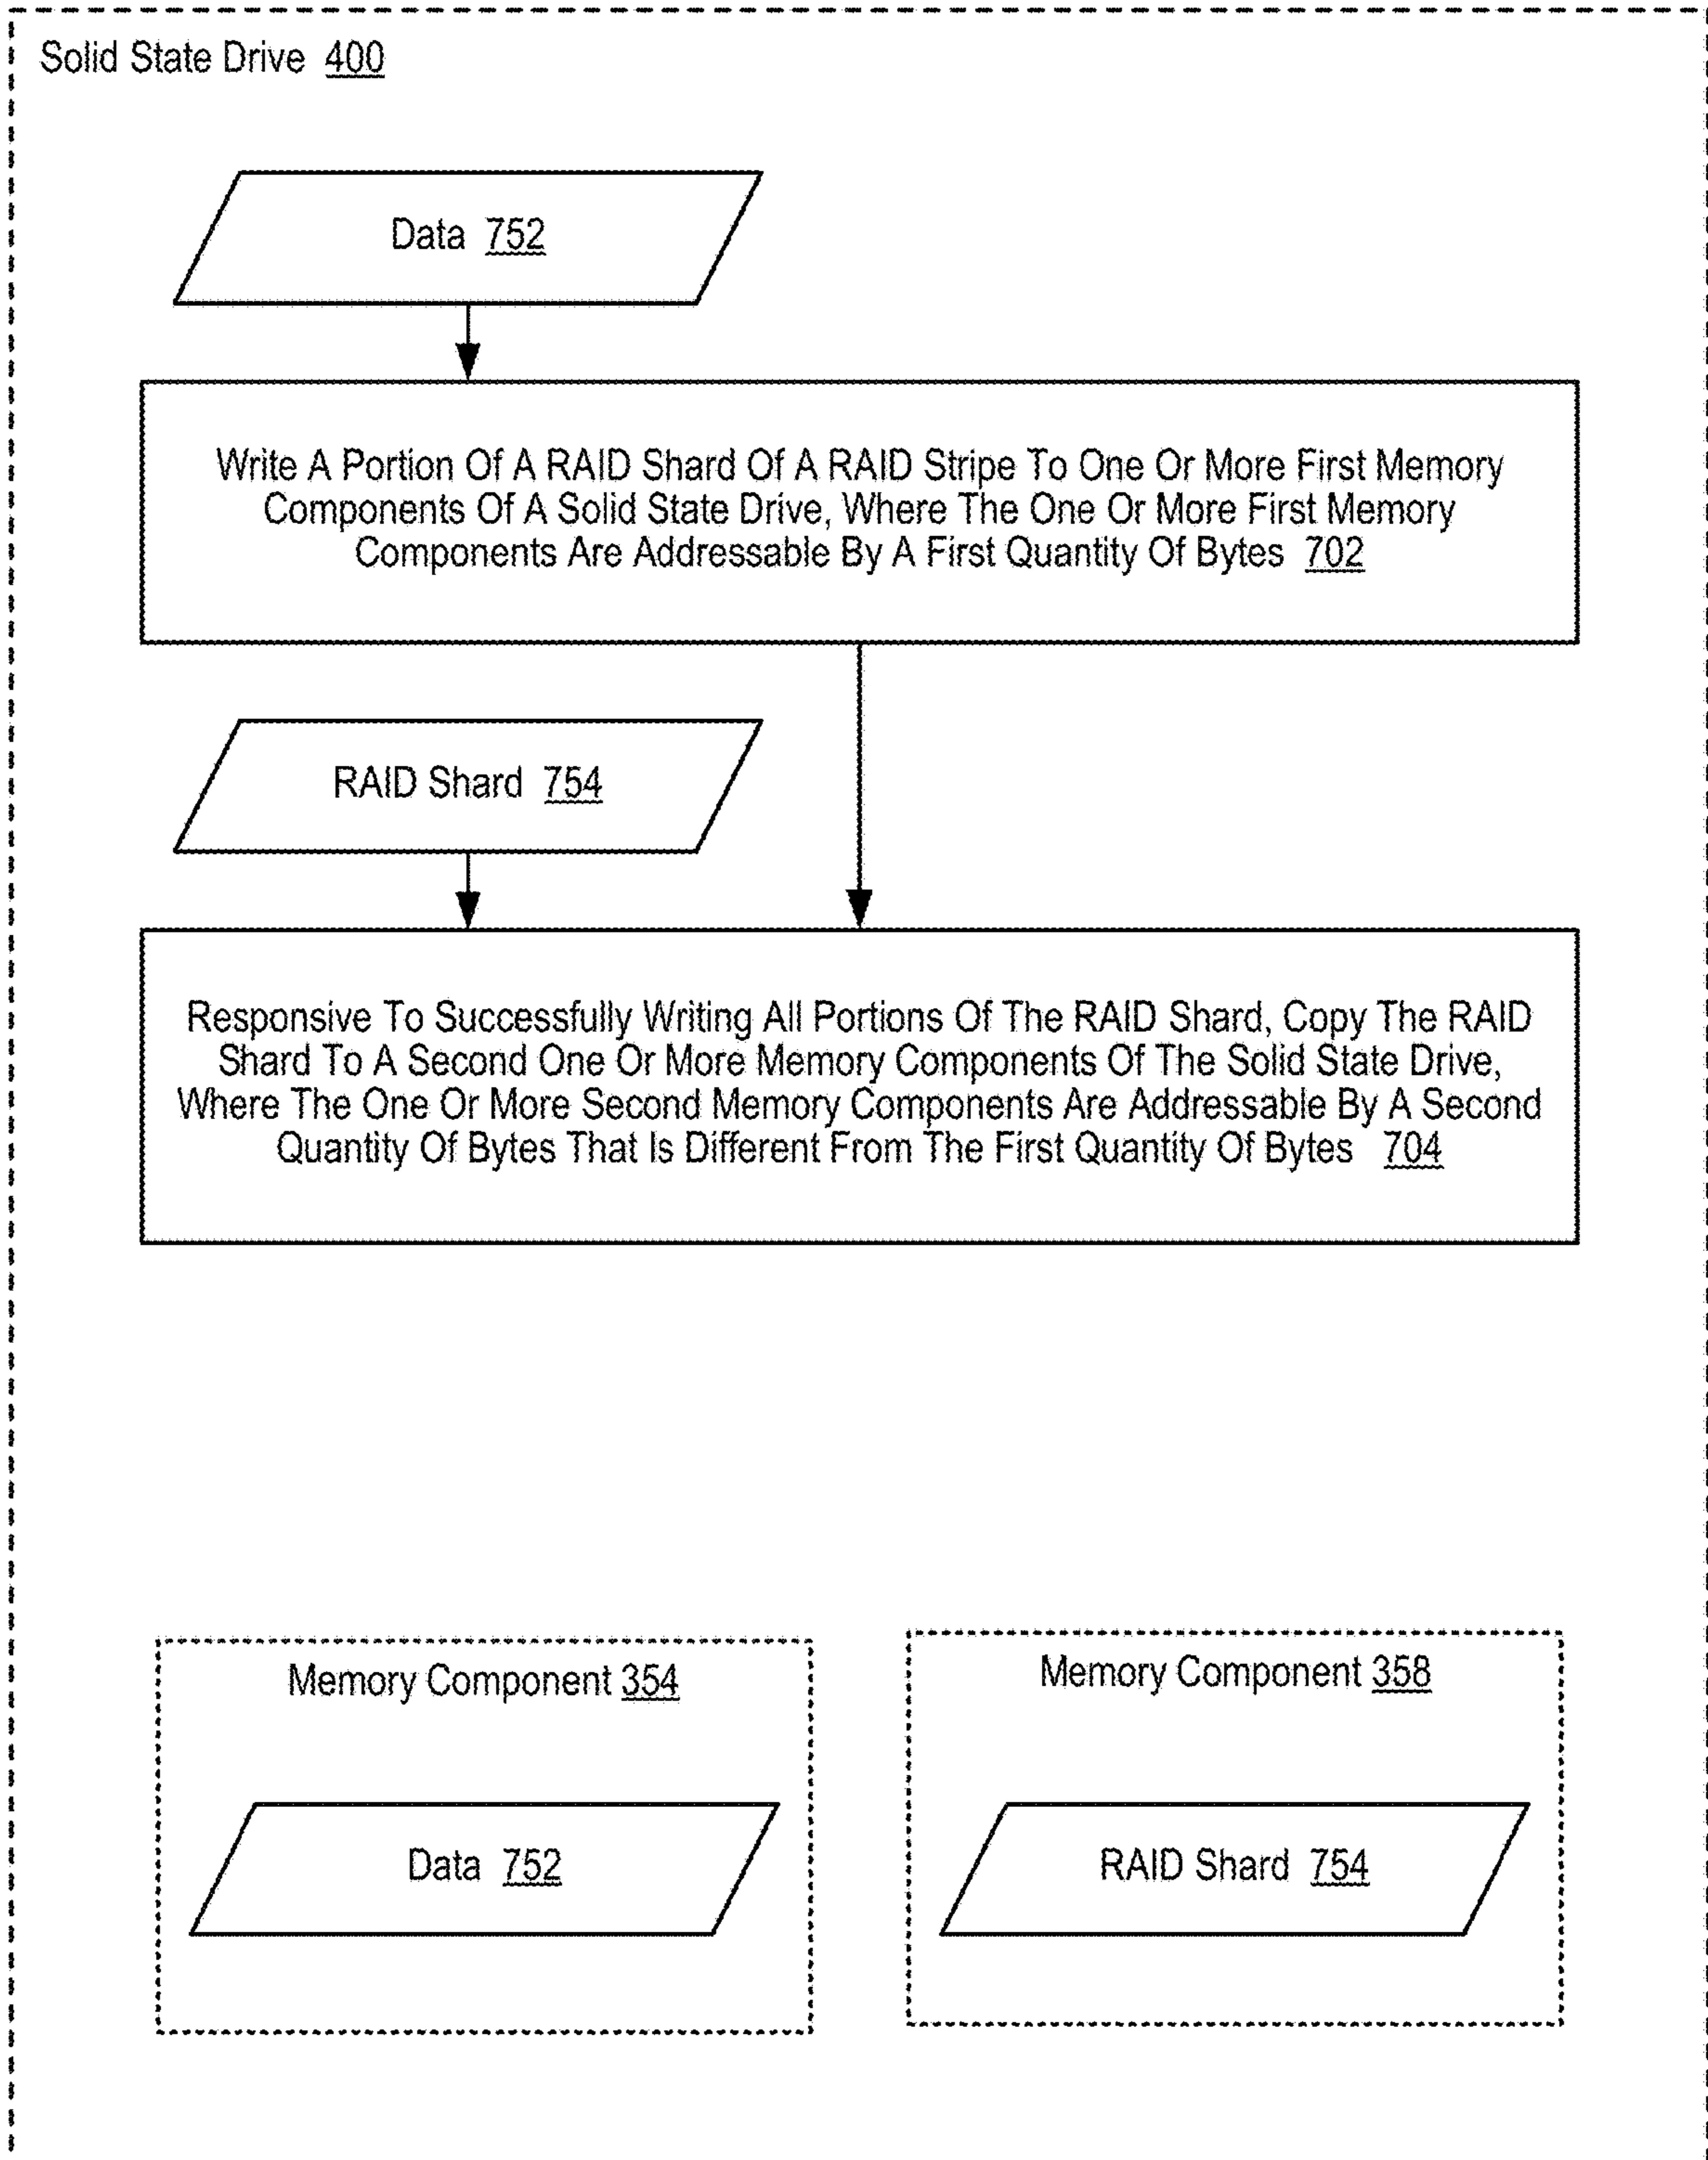 Solid State Drive 400
Data 752
Write A Portion Of A RAID Shard Of A RAID Stripe To One Or More First Memory
Components Of A Solid State Drive, Where The One Or More First Memory
Components Are Addressable By A First Quantity Of Bytes 702
RAID Shard 754
Responsive To Successfully Writing All Portions Of The RAID Shard, Copy The RAID
Shard To A Second One Or More Memory Components Of The Solid State Drive,
Where The One Or More Second Memory Components Are Addressable By A Second
Quantity Of Bytes That Is Different From The First Quantity Of Bytes 704
Memory Component 354
Memory Component 358
Data 752
RAID Shard 754